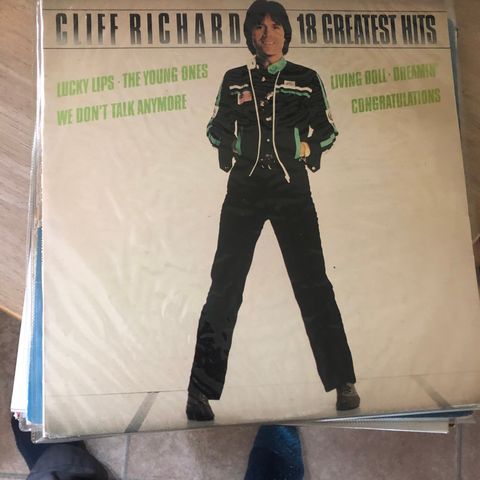 CLIFF RICHARD 18 GREATEST HITS
LUCKY LIPS · THE YOUNG ONES
WE DON'T TALK ANYMORE
LIVING DOLL · DREAMIN'
CONGRATULATIONS